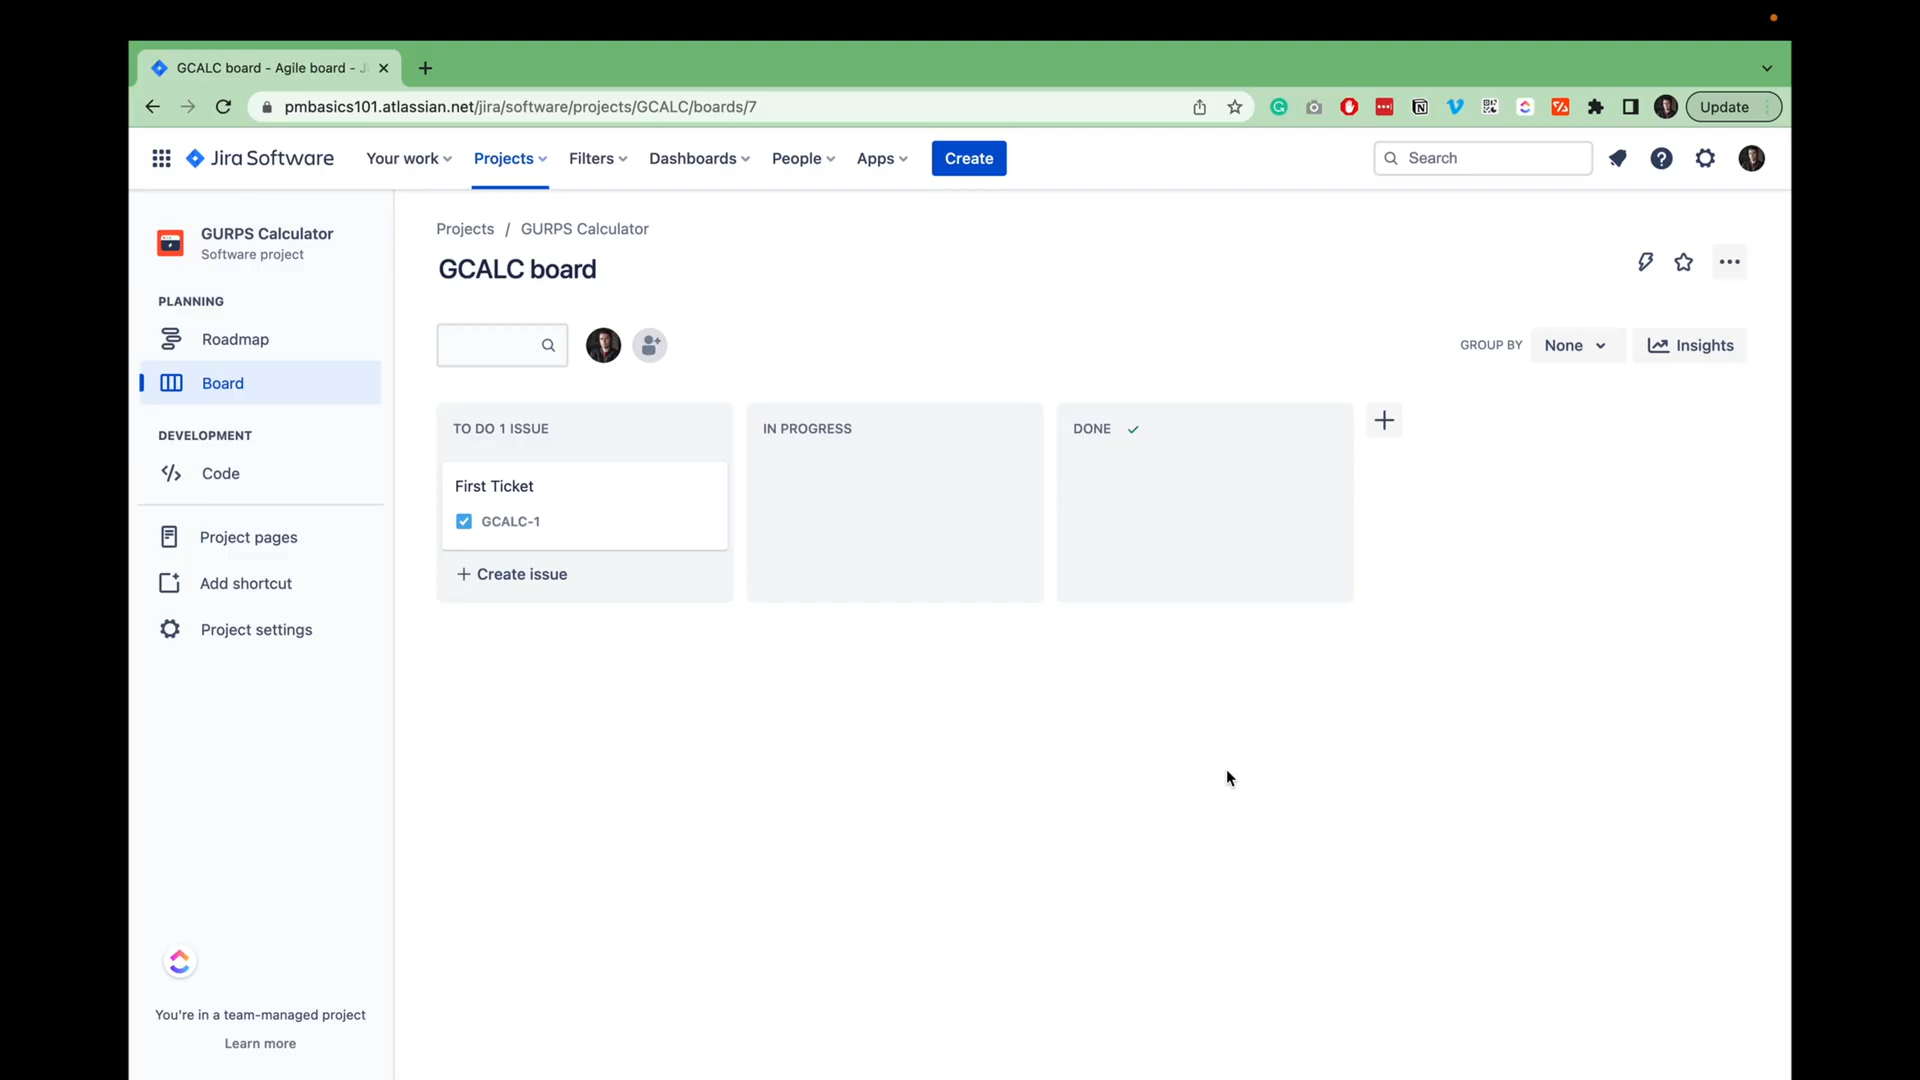 GCALC board - Agile board - J
pmbasics101.atlassian.net/jira/software/projects/GCALC/boards/7
Update
Jira Software
Your work
Projects
Filters
Dashboards
People
Apps
Create
Search
GURPS Calculator
Software project
PLANNING
Roadmap
Board
DEVELOPMENT
Code
Project pages
Add shortcut
Project settings
You're in a team-managed project
Learn more
Projects / GURPS Calculator
GCALC board
GROUP BY
None
Insights
TO DO 1 ISSUE
First Ticket
GCALC-1
+ Create issue
IN PROGRESS
DONE